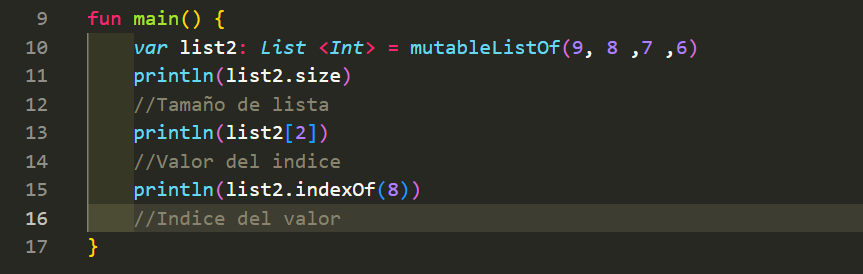 9 fun main() {
10 var list2: List <Int> = mutableListOf(9, 8 ,7 ,6)
11 println(list2.size)
12 //Tamaño de lista
13 println(list2[2])
14 //Valor del indice
15 println(list2.indexOf(8))
16 //Indice del valor
17 }